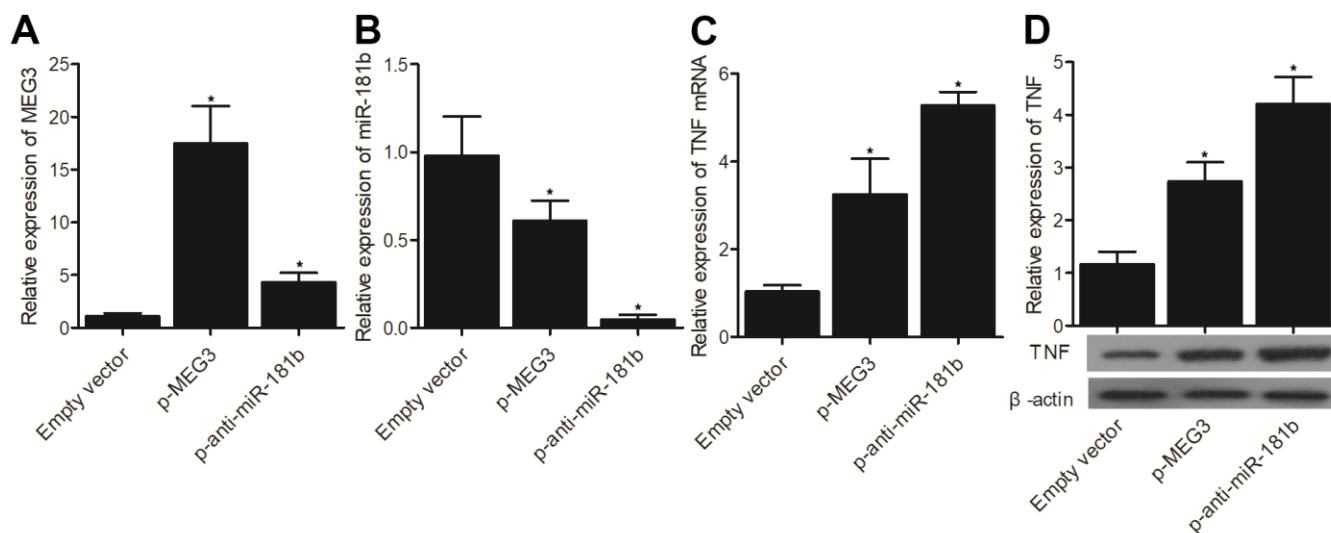 A
Relative expression of MEG3
25
20
15
10
5
0
*
*
Empty vector
p-MEG3
p-anti-miR-181b
B
Relative expression of miR-181b
1.5
1.0
0.5
0.0
*
*
Empty vector
p-MEG3
p-anti-miR-181b
C
Relative expression of TNF mRNA
6
4
2
0
*
*
Empty vector
p-MEG3
p-anti-miR-181b
D
Relative expression of TNF
5
4
3
2
1
0
*
*
TNF
β -actin
Empty vector
p-MEG3
p-anti-miR-181b